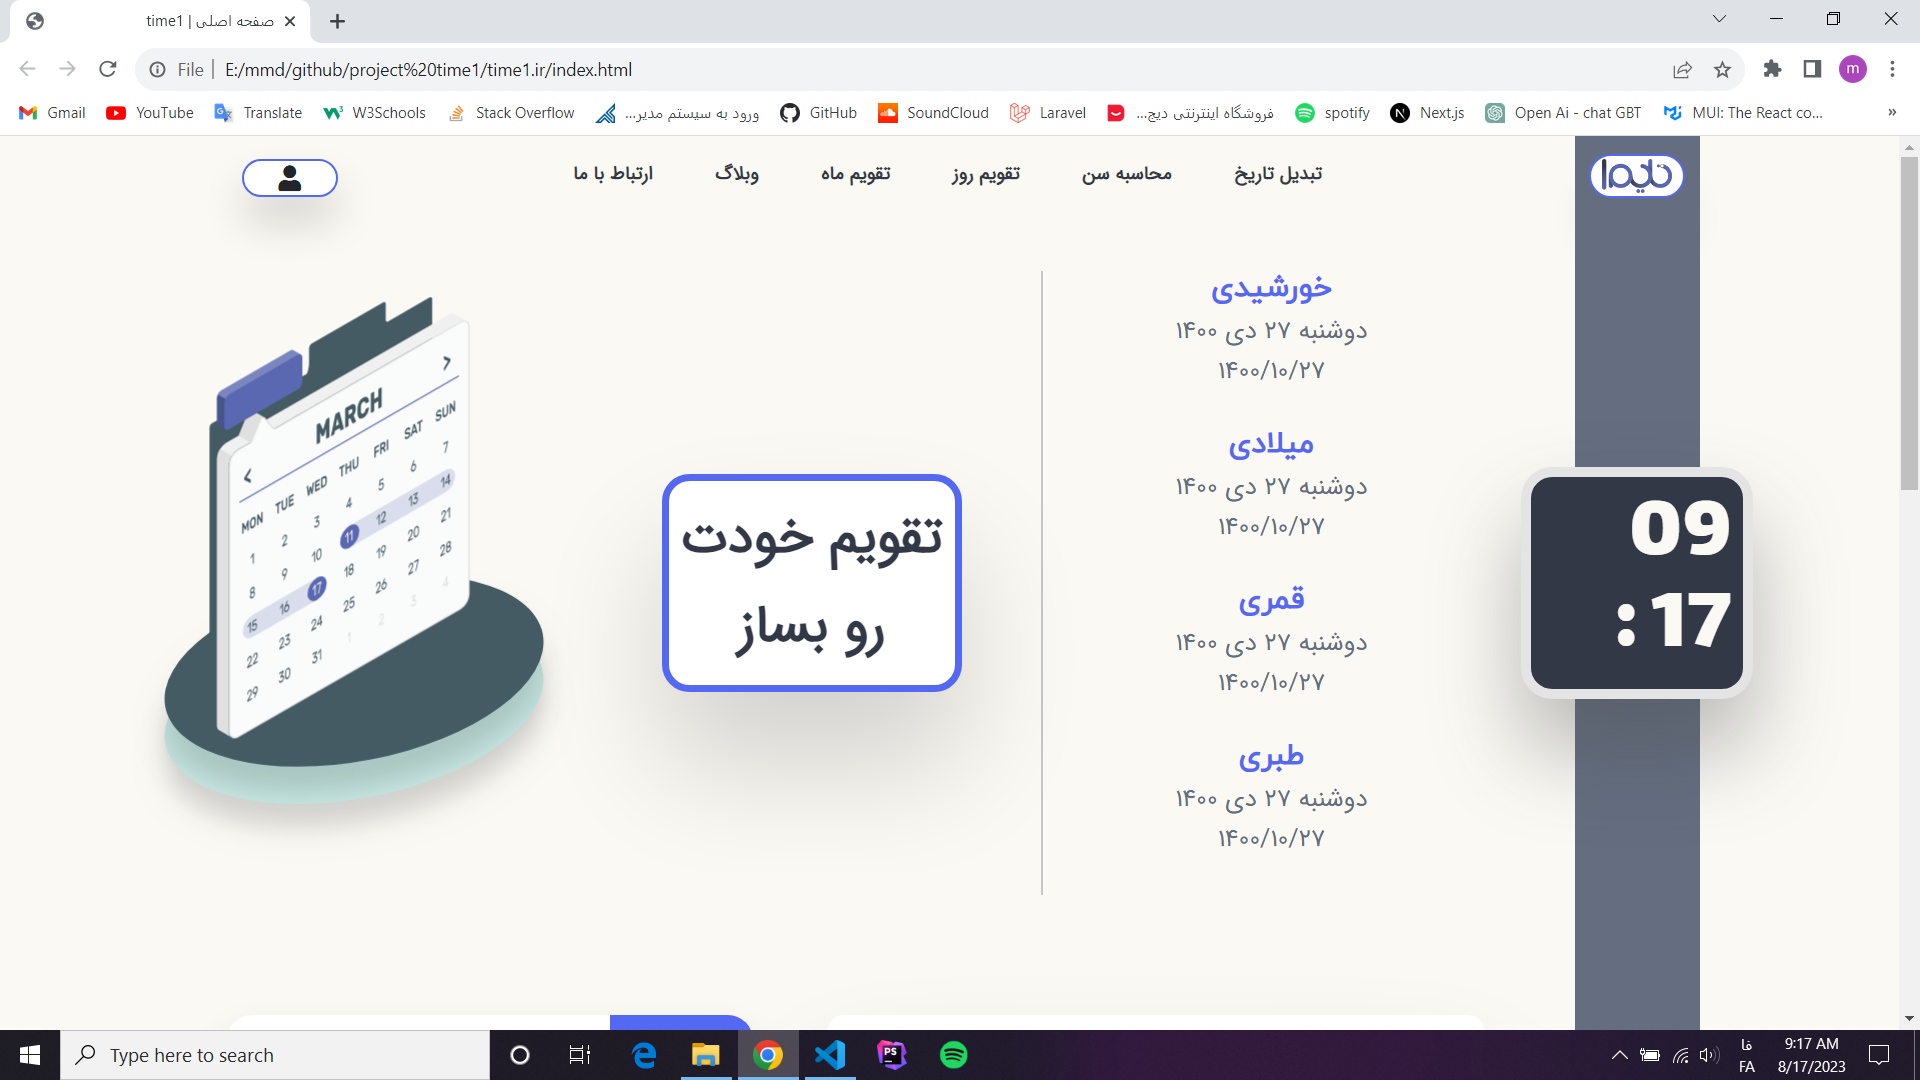 time1 | صفحه اصلی
File | E:/mmd/github/project%20time1/time1.ir/index.html
m
Gmail
YouTube
Translate
W3Schools
Stack Overflow
ورود به سیستم مدیر...
GitHub
SoundCloud
Laravel
فروشگاه اینترنتی دیج...
spotify
Next.js
Open Ai - chat GBT
MUI: The React co...
»
تایم۱
تبدیل تاریخ
محاسبه سن
تقویم روز
تقویم ماه
وبلاگ
ارتباط با ما
09
:17
خورشیدی
دوشنبه ۲۷ دی ۱۴۰۰
۱۴۰۰/۱۰/۲۷
میلادی
دوشنبه ۲۷ دی ۱۴۰۰
۱۴۰۰/۱۰/۲۷
قمری
دوشنبه ۲۷ دی ۱۴۰۰
۱۴۰۰/۱۰/۲۷
طبری
دوشنبه ۲۷ دی ۱۴۰۰
۱۴۰۰/۱۰/۲۷
تقویم خودت
رو بساز
MARCH
MON TUE WED THU FRI SAT SUN
1 2 3 4 5 6 7
8 9 10 11 12 13 14
15 16 17 18 19 20 21
22 23 24 25 26 27 28
29 30 31 1 2 3 4
Type here to search
PS
فا
FA
9:17 AM
8/17/2023